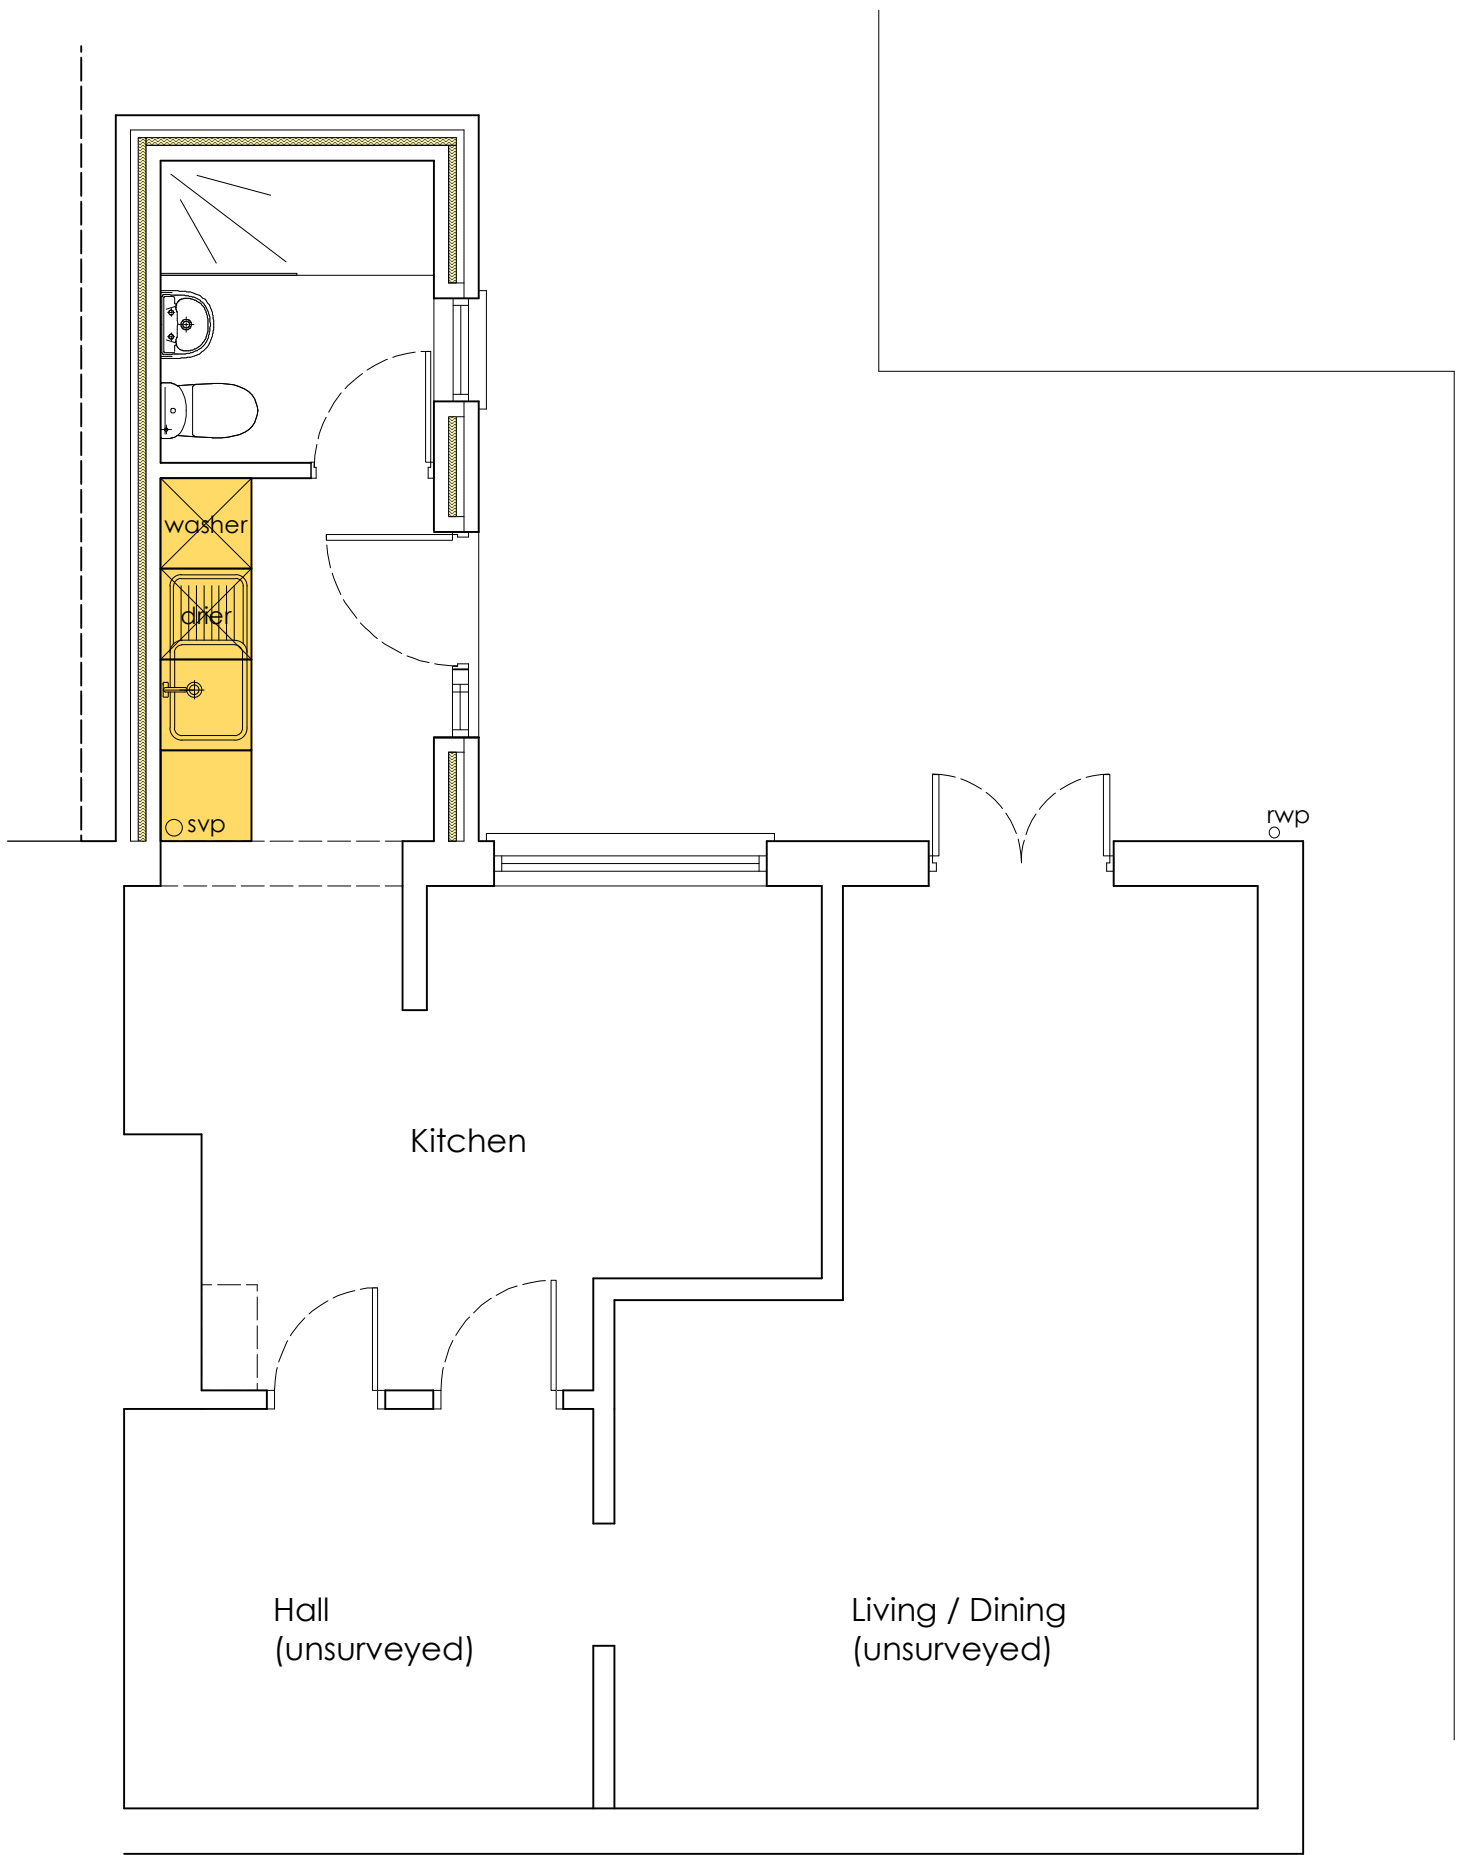 washer
drier
svp
rwp
Kitchen
Hall
(unsurveyed)
Living / Dining
(unsurveyed)